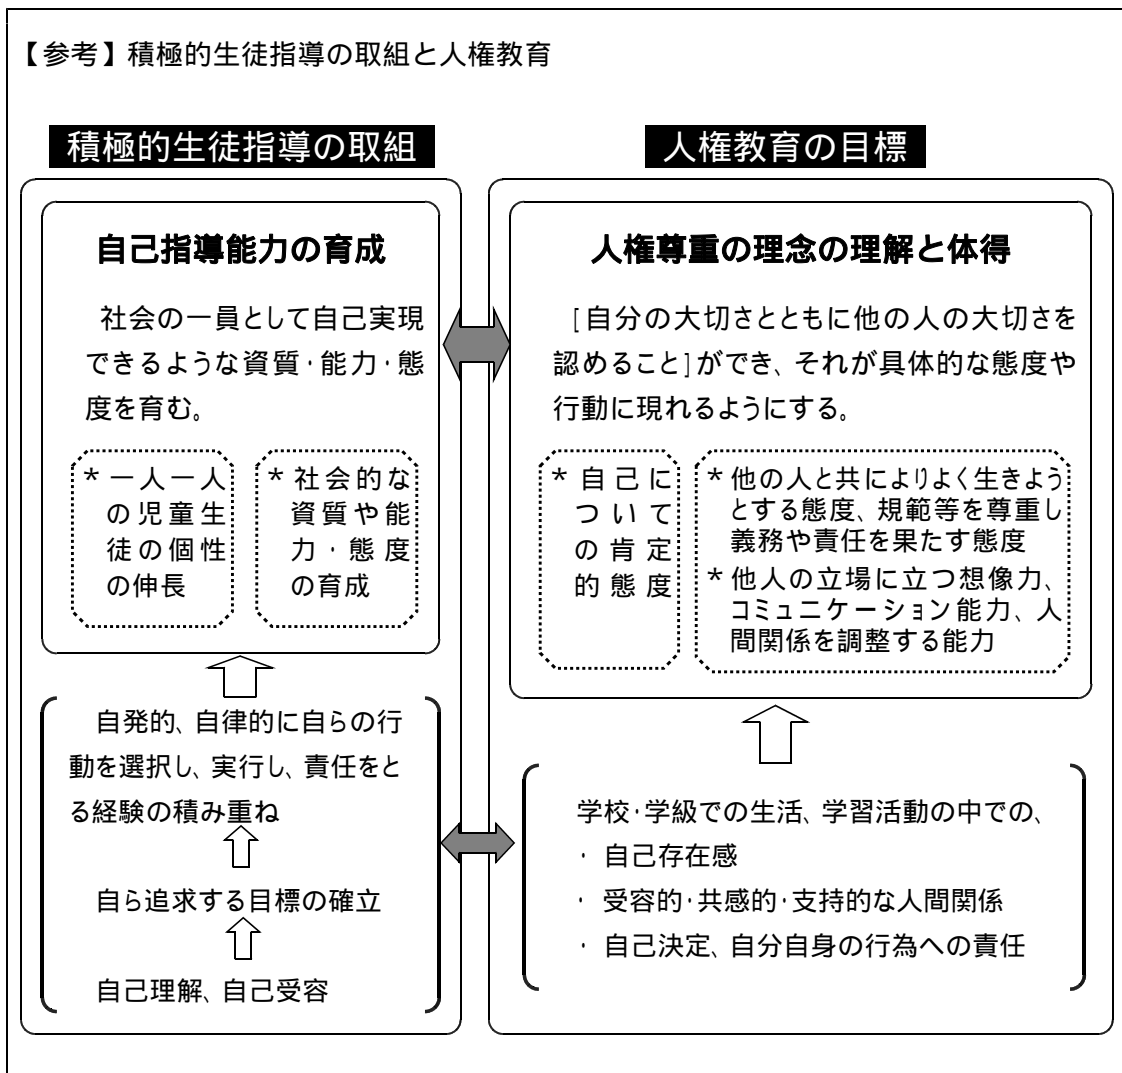 【参考】積極的生徒指導の取組と人権教育
積極的生徒指導の取組
自己指導能力の育成
社会の一員として自己実現
できるような資質・能力・態
度を育む。
*一人一人
の児童生
徒の個性
の伸長
*社会的な
資質や能
力・態度
の育成
自発的、自律的に自らの行
動を選択し、実行し、責任をと
る経験の積み重ね
自ら追求する目標の確立
自己理解、自己受容
人権教育の目標
人権尊重の理念の理解と体得
[自分の大切さとともに他の人の大切さを
認めること]ができ、それが具体的な態度や
行動に現れるようにする。
*自己に
ついて
の肯定
的態度
*他の人と共によりよく生きよう
とする態度、規範等を尊重し
義務や責任を果たす態度
*他人の立場に立つ想像力、
コミュニケーション能力、人
間関係を調整する能力
学校・学級での生活、学習活動の中での、
・自己存在感
・受容的・共感的・支持的な人間関係
・自己決定、自分自身の行為への責任